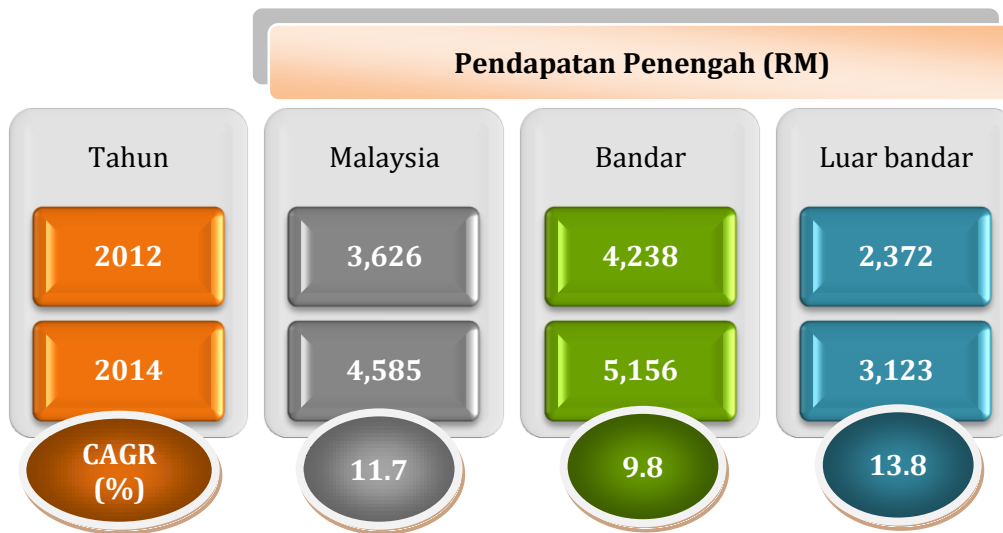 Pendapatan Penengah (RM)
Tahun Malaysia Bandar Luar bandar
2012 3,626 4,238 2,372
2014 4,585 5,156 3,123
CAGR
(%) 11.7 9.8 13.8